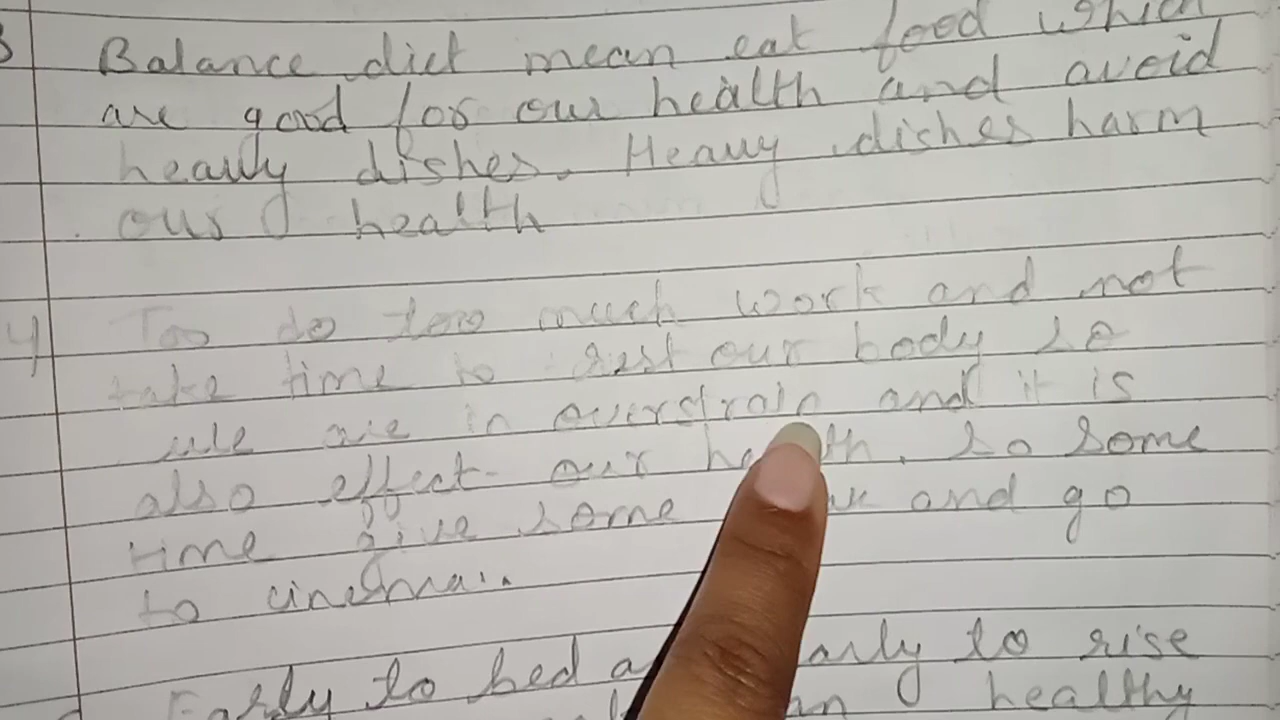 3 Balance diet mean eat food which
are good for our health and avoid
heavy dishes. Heavy dishes harm
our health
4) Too do too much work and not
take time to rest our body so
we are in overstrain and it is
also effect our so some
time give some and go
to cinema.
Early to bed to rise
healthy